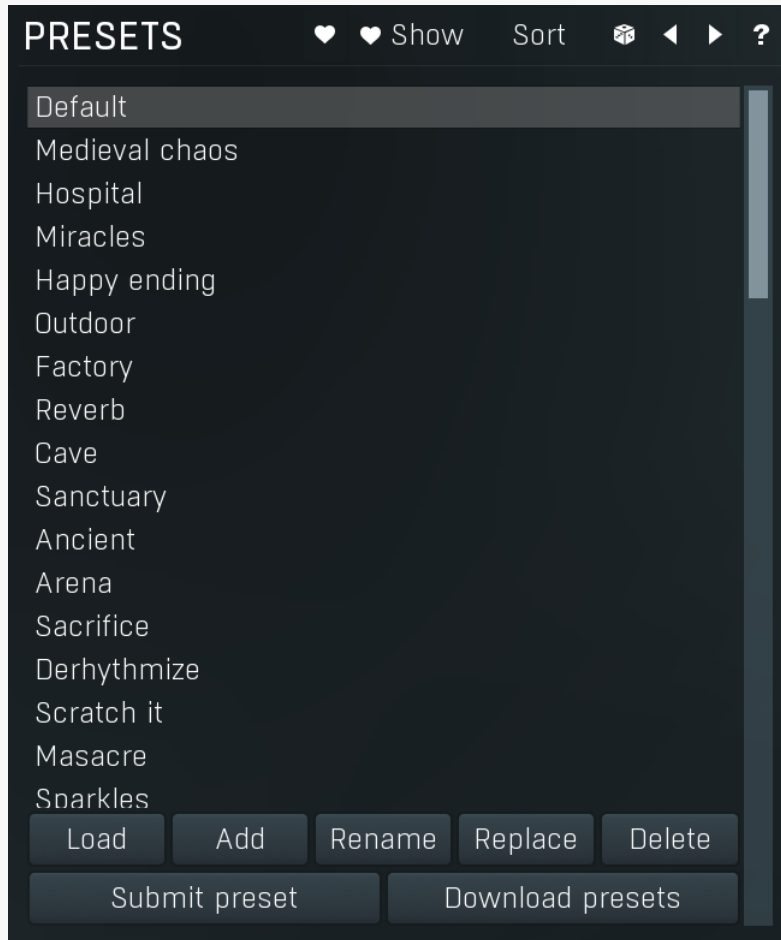 PRESETS Show Sort ?
Default
Medieval chaos
Hospital
Miracles
Happy ending
Outdoor
Factory
Reverb
Cave
Sanctuary
Ancient
Arena
Sacrifice
Derhythmize
Scratch it
Masacre
Sparkles
Load Add Rename Replace Delete
Submit preset Download presets